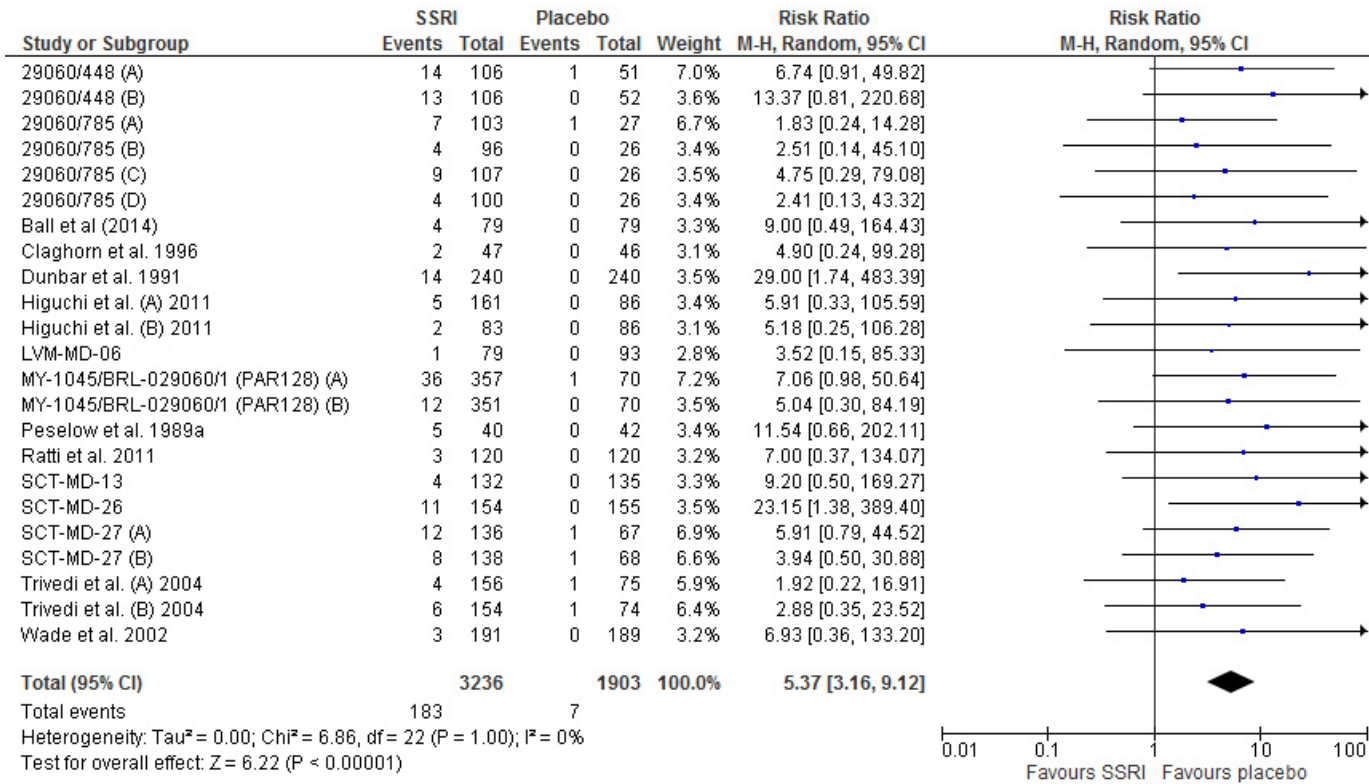 SSRI Placebo Risk Ratio Risk Ratio
Study or Subgroup Events Total Events Total Weight M-H, Random, 95% CI M-H, Random, 95% CI
29060/448 (A) 14 106 1 51 7.0% 6.74 [0.91, 49.82]
29060/448 (B) 13 106 0 52 3.6% 13.37 [0.81, 220.68]
29060/785 (A) 7 103 1 27 6.7% 1.83 [0.24, 14.28]
29060/785 (B) 4 96 0 26 3.4% 2.51 [0.14, 45.10]
29060/785 (C) 9 107 0 26 3.5% 4.75 [0.29, 79.08]
29060/785 (D) 4 100 0 26 3.4% 2.41 [0.13, 43.32]
Ball et al (2014) 4 79 0 79 3.3% 9.00 [0.49, 164.43]
Claghorn et al. 1996 2 47 0 46 3.1% 4.90 [0.24, 99.28]
Dunbar et al. 1991 14 240 0 240 3.5% 29.00 [1.74, 483.39]
Higuchi et al. (A) 2011 5 161 0 86 3.4% 5.91 [0.33, 105.59]
Higuchi et al. (B) 2011 2 83 0 86 3.1% 5.18 [0.25, 106.28]
LVM-MD-06 1 79 0 93 2.8% 3.52 [0.15, 85.33]
MY-1045/BRL-029060/1 (PAR128) (A) 36 357 1 70 7.2% 7.06 [0.98, 50.64]
MY-1045/BRL-029060/1 (PAR128) (B) 12 351 0 70 3.5% 5.04 [0.30, 84.19]
Peselow et al. 1989a 5 40 0 42 3.4% 11.54 [0.66, 202.11]
Ratti et al. 2011 3 120 0 120 3.2% 7.00 [0.37, 134.07]
SCT-MD-13 4 132 0 135 3.3% 9.20 [0.50, 169.27]
SCT-MD-26 11 154 0 155 3.5% 23.15 [1.38, 389.40]
SCT-MD-27 (A) 12 136 1 67 6.9% 5.91 [0.79, 44.52]
SCT-MD-27 (B) 8 138 1 68 6.6% 3.94 [0.50, 30.88]
Trivedi et al. (A) 2004 4 156 1 75 5.9% 1.92 [0.22, 16.91]
Trivedi et al. (B) 2004 6 154 1 74 6.4% 2.88 [0.35, 23.52]
Wade et al. 2002 3 191 0 189 3.2% 6.93 [0.36, 133.20]
Total (95% CI) 3236 1903 100.0% 5.37 [3.16, 9.12]
Total events 183 7
Heterogeneity: Tau² = 0.00; Chi² = 6.86, df = 22 (P = 1.00); I² = 0%
Test for overall effect: Z = 6.22 (P < 0.00001)
0.01 0.1 1 10 100
Favours SSRI Favours placebo